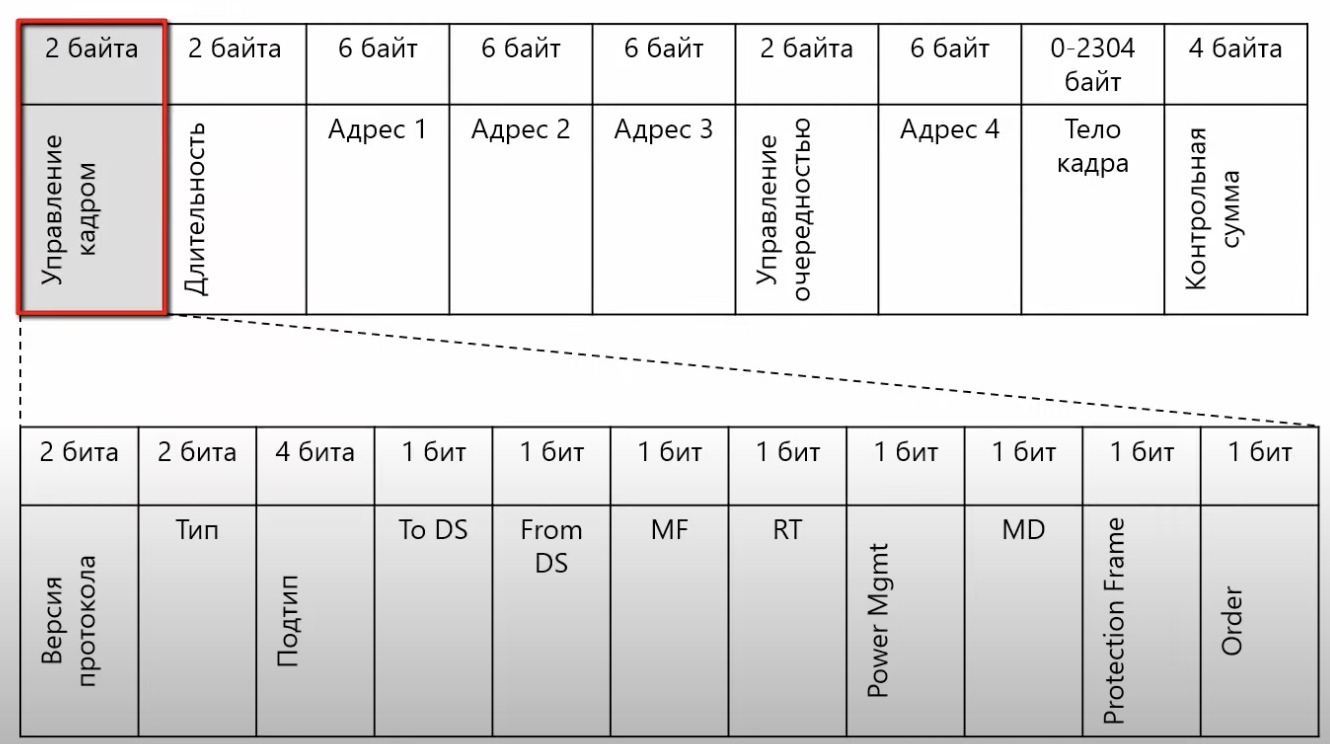 2 байта
2 байта
6 байт
6 байт
6 байт
2 байта
6 байт
0-2304
байт
4 байта
Управление
кадром
Длительность
Адрес 1
Адрес 2
Адрес 3
Управление
очередностью
Адрес 4
Тело
кадра
Контрольная
сумма
2 бита
2 бита
4 бита
1 бит
1 бит
1 бит
1 бит
1 бит
1 бит
1 бит
1 бит
Версия
протокола
Тип
Подтип
To DS
From
DS
MF
RT
Power Mgmt
MD
Protection Frame
Order